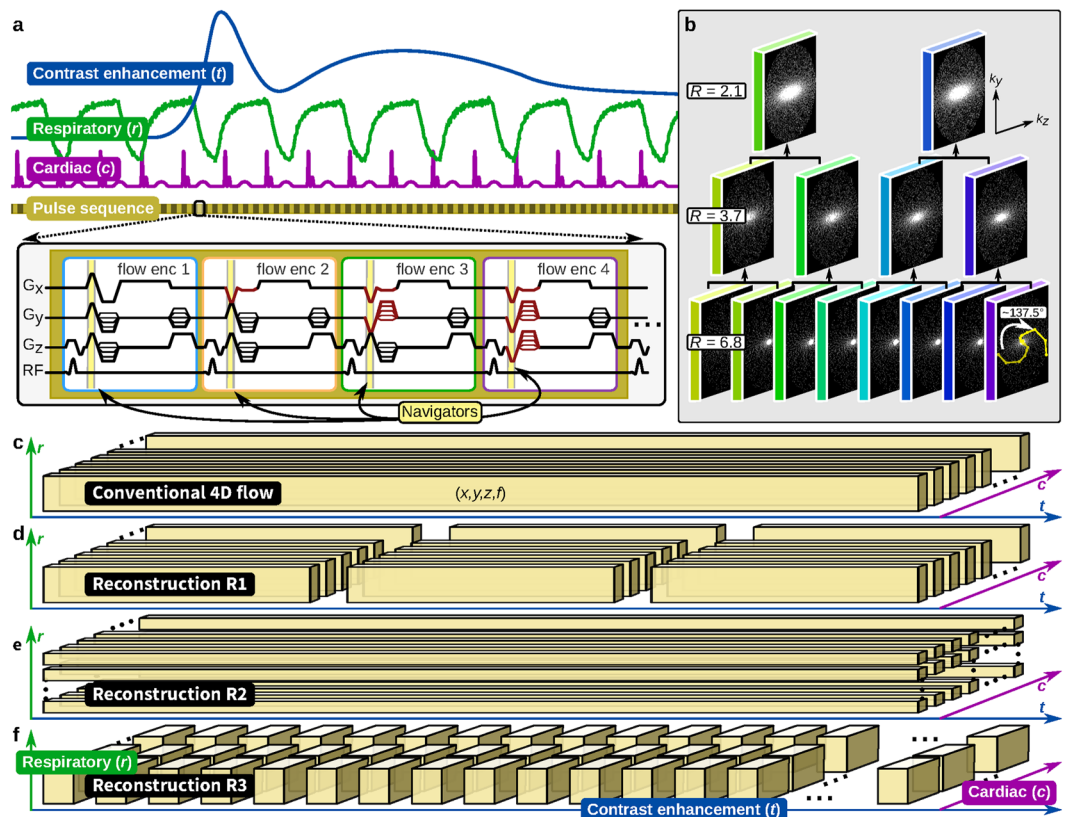 a
Contrast enhancement (t)
Respiratory (r)
Cardiac (c)
Pulse sequence
flow enc 1
flow enc 2
flow enc 3
flow enc 4
Gx
Gy
Gz
RF
Navigators
b
R = 2.1
ky
kz
R = 3.7
R = 6.8
~137.5°
c
r
Conventional 4D flow
(x,y,z,f)
c
t
d
Reconstruction R1
c
t
e
r
Reconstruction R2
c
t
f
Respiratory (r)
Reconstruction R3
Cardiac (c)
Contrast enhancement (t)